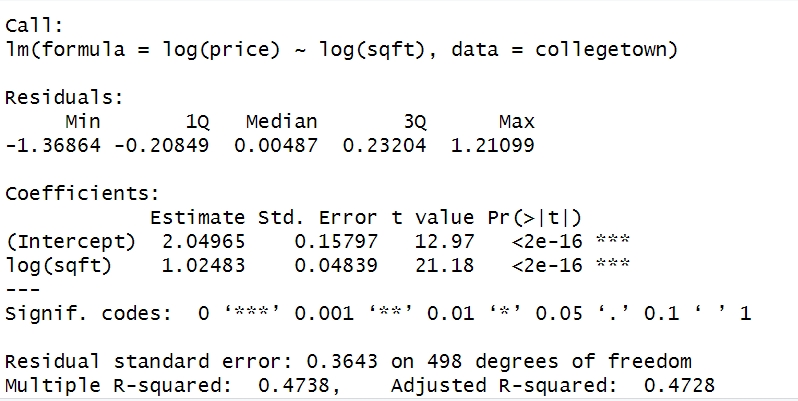 Call:
lm(formula = log(price) ~ log(sqft), data = collegetown)
Residuals:
Min 1Q Median 3Q Max
-1.36864 -0.20849 0.00487 0.23204 1.21099
Coefficients:
Estimate Std. Error t value Pr(>|t|)
(Intercept) 2.04965 0.15797 12.97 <2e-16 ***
log(sqft) 1.02483 0.04839 21.18 <2e-16 ***
---
Signif. codes: 0 ‘***’ 0.001 ‘**’ 0.01 ‘*’ 0.05 ‘.’ 0.1 ‘ ’ 1
Residual standard error: 0.3643 on 498 degrees of freedom
Multiple R-squared: 0.4738, Adjusted R-squared: 0.4728